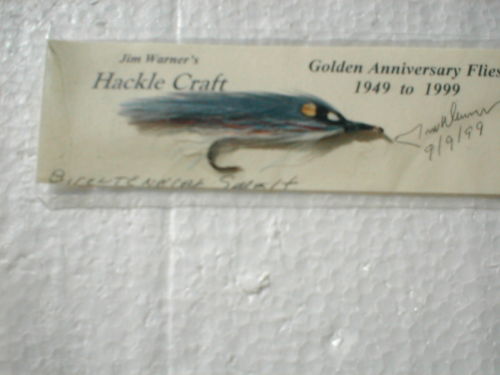 Jim Warner's
Hackle Craft
Golden Anniversary Flies
1949 to 1999
9/9/99